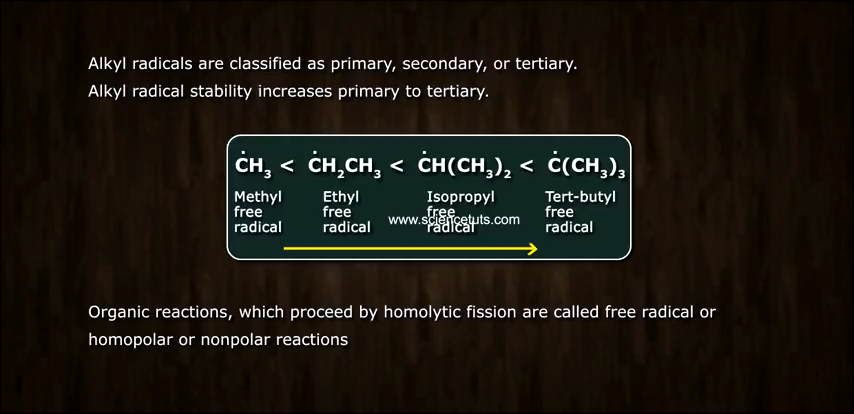 Alkyl radicals are classified as primary, secondary, or tertiary.
Alkyl radical stability increases primary to tertiary.
ĊH₃ < ĊH₂CH₃ < ĊH(CH₃)₂ < Ċ(CH₃)₃
Methyl free radical
Ethyl free radical
Isopropyl free radical
Tert-butyl free radical
www.sciencetuts.com
Organic reactions, which proceed by homolytic fission are called free radical or
homopolar or nonpolar reactions